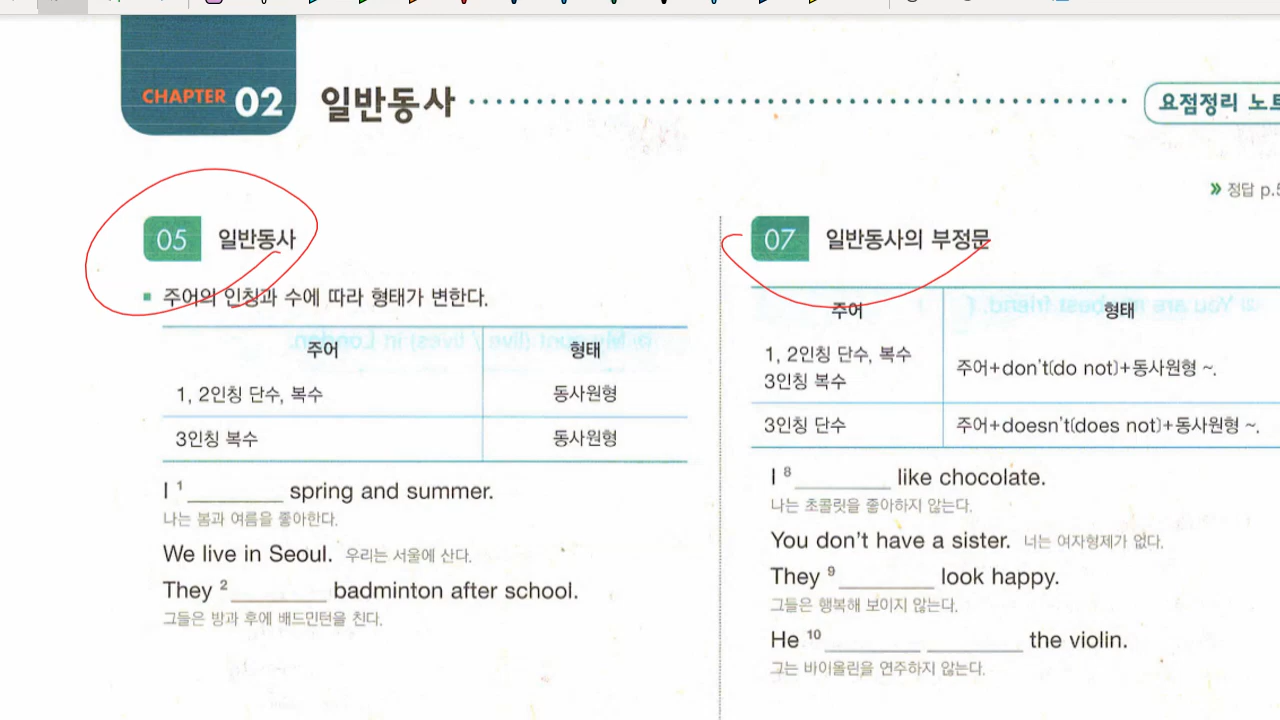 CHAPTER 02 일반동사
요점정리
정답 p.5
05 일반동사
주어의 인칭과 수에 따라 형태가 변한다.
주어 형태
1, 2인칭 단수, 복수 동사원형
3인칭 복수 동사원형
I 1 ________ spring and summer.
나는 봄과 여름을 좋아한다.
We live in Seoul. 우리는 서울에 산다.
They 2 ________ badminton after school.
그들은 방과 후에 배드민턴을 친다.
07 일반동사의 부정문
주어 형태
1, 2인칭 단수, 복수
3인칭 복수
주어+don't(do not)+동사원형 ~.
3인칭 단수 주어+doesn't(does not)+동사원형 ~.
I 8 ________ like chocolate.
나는 초콜릿을 좋아하지 않는다.
You don't have a sister. 너는 여자형제가 없다.
They 9 ________ look happy.
그들은 행복해 보이지 않는다.
He 10 ________ ________ the violin.
그는 바이올린을 연주하지 않는다.